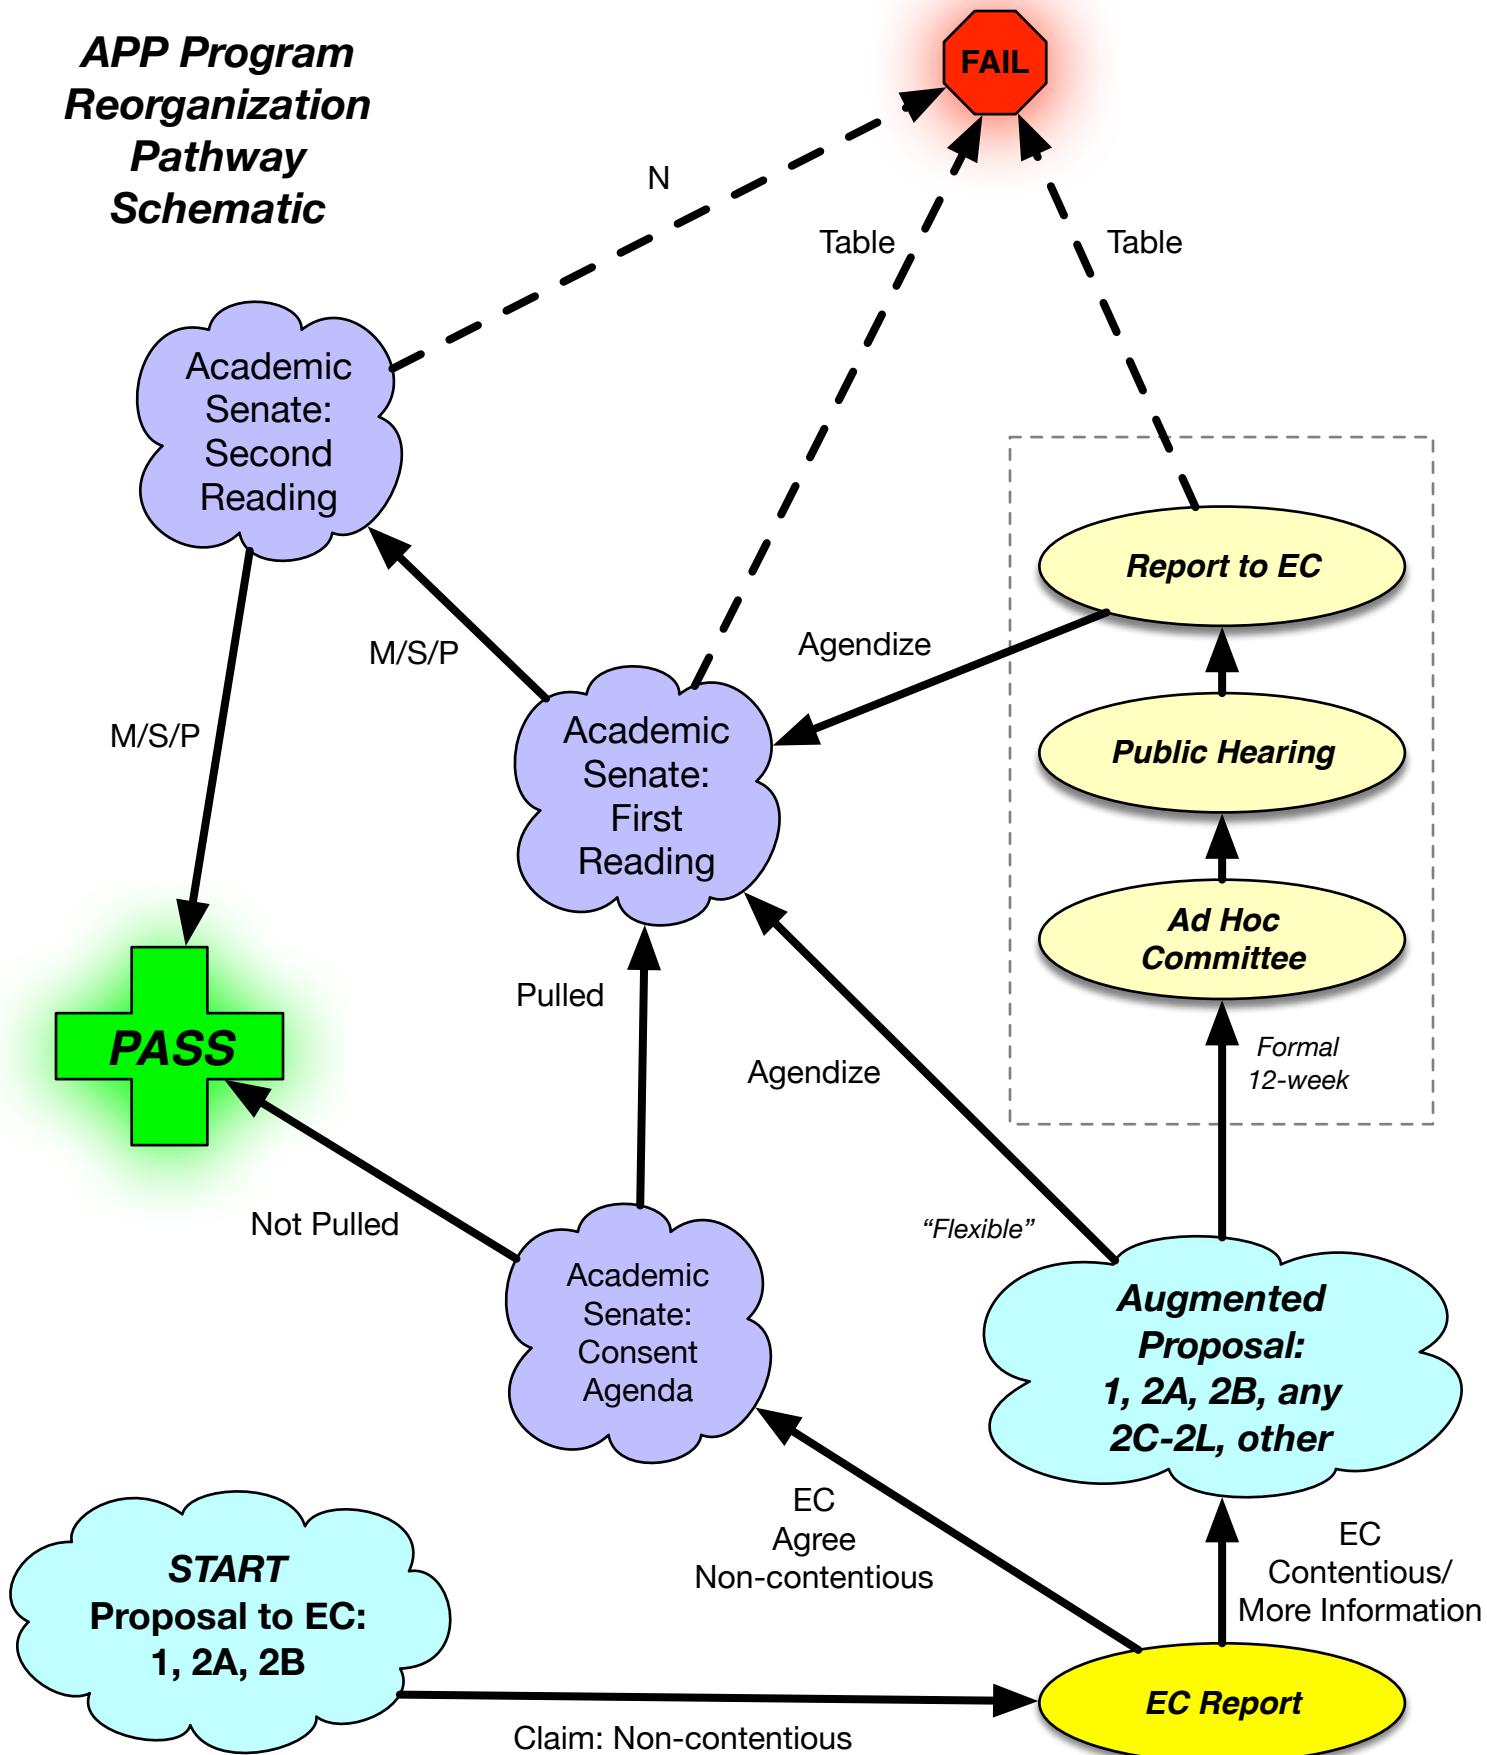 APP Program
Reorganization
Pathway
Schematic
FAIL
N
Table
Table
Academic
Senate:
Second
Reading
Report to EC
Agendize
M/S/P
M/S/P
Academic
Senate:
First
Reading
Public Hearing
Ad Hoc
Committee
Pulled
PASS
Formal
12-week
Agendize
Not Pulled
“Flexible”
Academic
Senate:
Consent
Agenda
Augmented
Proposal:
1, 2A, 2B, any
2C-2L, other
EC
Agree
Non-contentious
EC
Contentious/
More Information
START
Proposal to EC:
1, 2A, 2B
EC Report
Claim: Non-contentious